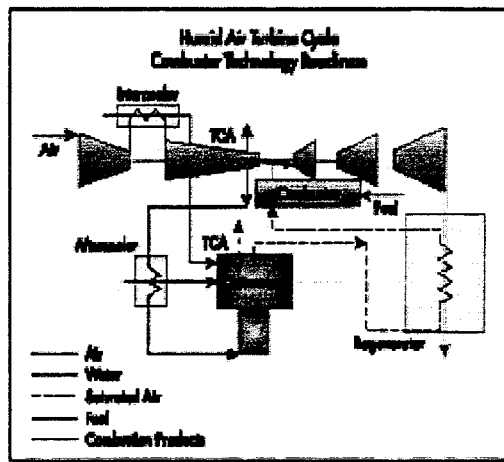 Humid Air Turbine Cycle
Combustor Technology Readiness
Intercooler
TCA
Air
Combustor
Fuel
TCA
Aftercooler
Regenerator
Air
Water
Saturated Air
Fuel
Combustion Products